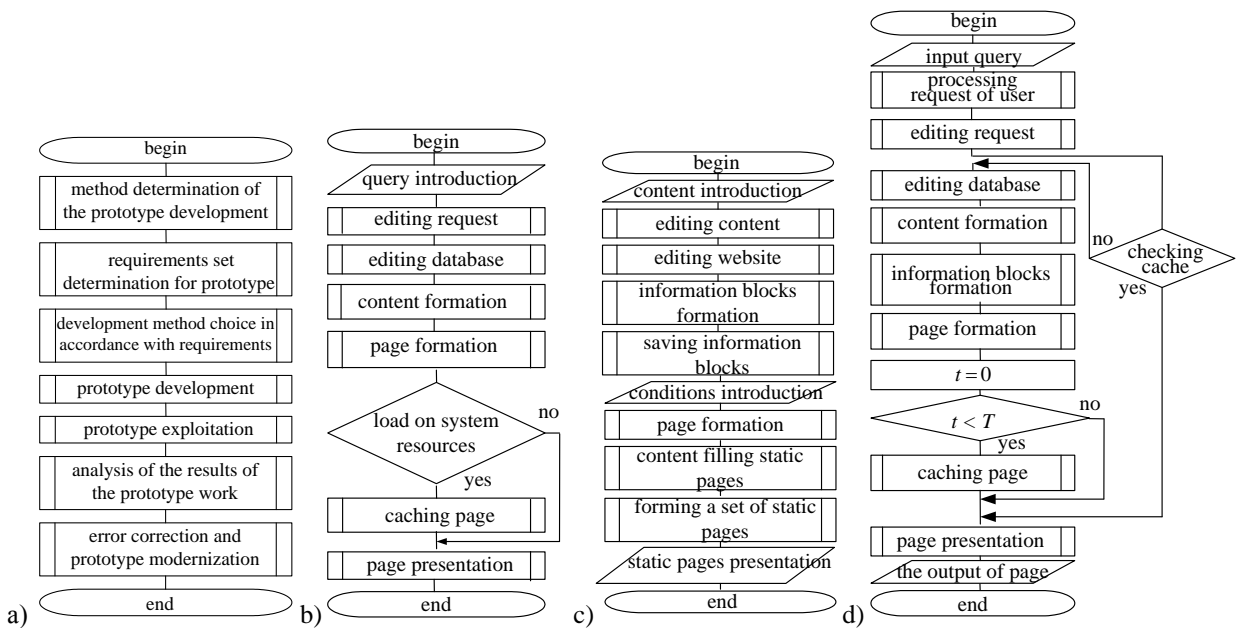 begin
method determination of
the prototype development
requirements set
determination for prototype
development method choice in
accordance with requirements
prototype development
prototype exploitation
analysis of the results of
the prototype work
error correction and
prototype modernization
end
a)
begin
query introduction
editing request
editing database
content formation
page formation
load on system
resources
no
yes
caching page
page presentation
end
b)
begin
content introduction
editing content
editing website
information blocks
formation
saving information
blocks
conditions introduction
page formation
content filling static
pages
forming a set of static
pages
static pages presentation
end
c)
begin
input query
processing
request of user
editing request
editing database
content formation
no
checking
cache
yes
information blocks
formation
page formation
t = 0
t < T
no
yes
caching page
page presentation
the output of page
end
d)